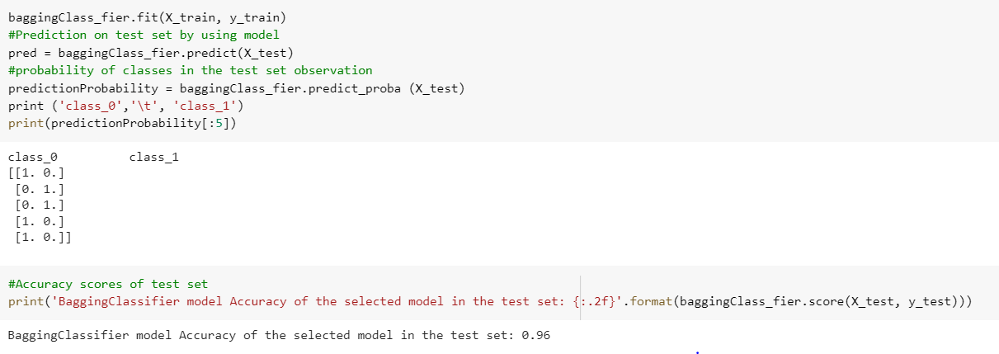 baggingClass_fier.fit(X_train, y_train)
#Prediction on test set by using model
pred = baggingClass_fier.predict(X_test)
#probability of classes in the test set observation
predictionProbability = baggingClass_fier.predict_proba (X_test)
print ('class_0','\t', 'class_1')
print(predictionProbability[:5])
class_0 class_1
[[1. 0.]
[0. 1.]
[0. 1.]
[1. 0.]
[1. 0.]]
#Accuracy scores of test set
print('BaggingClassifier model Accuracy of the selected model in the test set: {:.2f}'.format(baggingClass_fier.score(X_test, y_test)))
BaggingClassifier model Accuracy of the selected model in the test set: 0.96